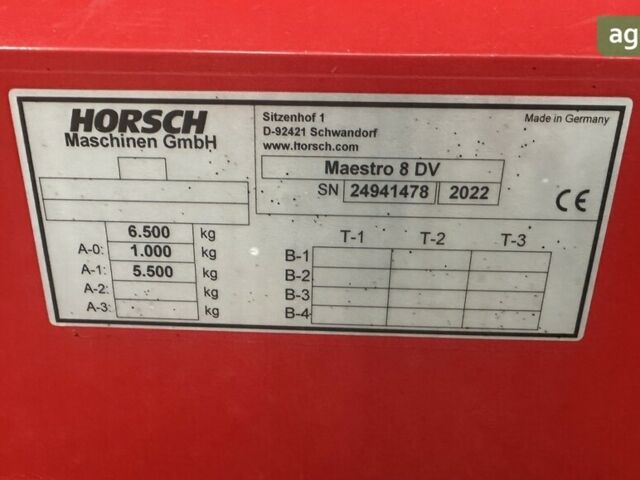 ag
HORSCH
Maschinen GmbH
Sitzenhof 1
D-92421 Schwandorf
www.horsch.com
Made in Germany
Maestro 8 DV
SN 24941478 2022
CE
6.500 kg
A-0: 1.000 kg
A-1: 5.500 kg
A-2: kg
A-3: kg
T-1 T-2 T-3
B-1
B-2
B-3
B-4